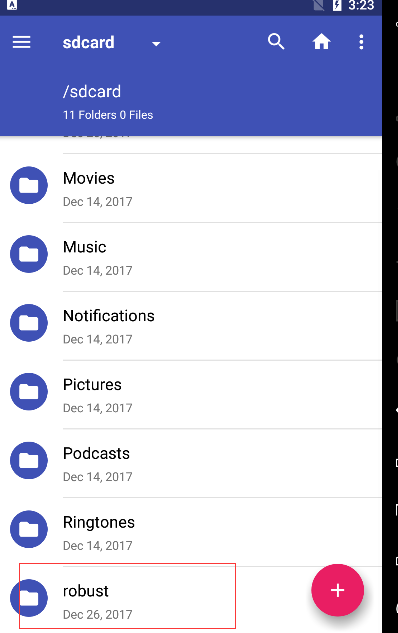 3:23
sdcard
/sdcard
11 Folders 0 Files
Movies
Dec 14, 2017
Music
Dec 14, 2017
Notifications
Dec 14, 2017
Pictures
Dec 14, 2017
Podcasts
Dec 14, 2017
Ringtones
Dec 14, 2017
robust
Dec 26, 2017